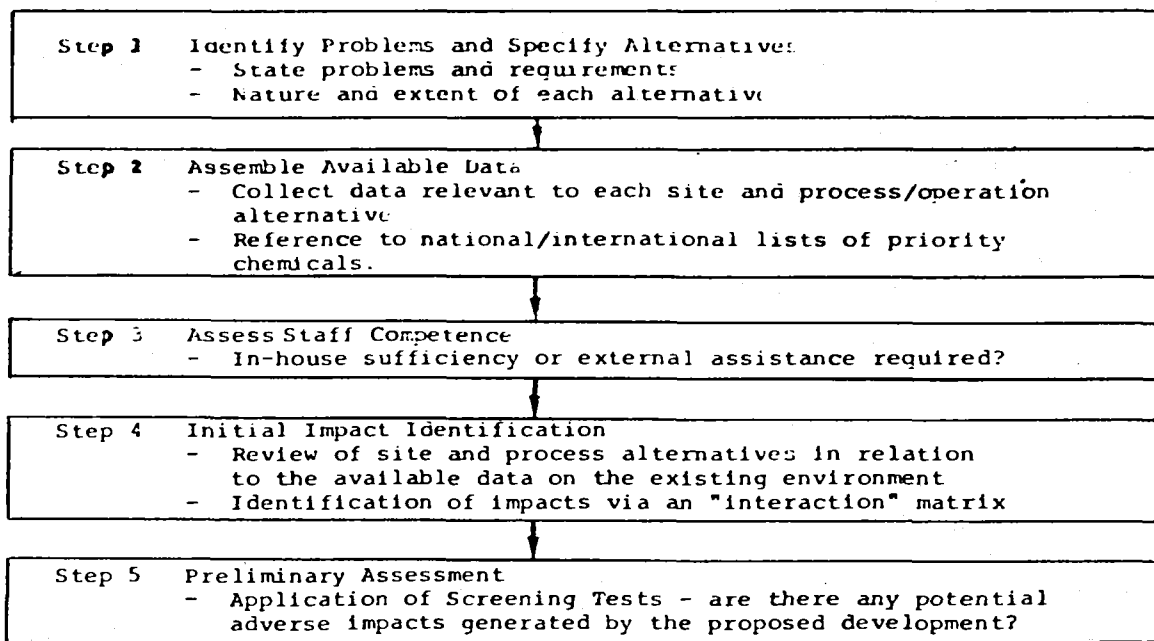 Step 1 Identify Problems and Specify Alternatives
- State problems and requirements
- Nature and extent of each alternative
Step 2 Assemble Available Data
- Collect data relevant to each site and process/operation
alternative
- Reference to national/international lists of priority
chemicals.
Step 3 Assess Staff Competence
- In-house sufficiency or external assistance required?
Step 4 Initial Impact Identification
- Review of site and process alternatives in relation
to the available data on the existing environment
- Identification of impacts via an "interaction" matrix
Step 5 Preliminary Assessment
- Application of Screening Tests - are there any potential
adverse impacts generated by the proposed development?